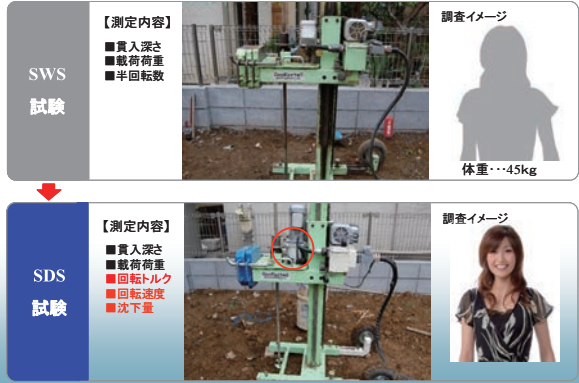 SWS
試験
【測定内容】
■貫入深さ
■載荷荷重
■半回転数
調査イメージ
体重･･･45kg
SDS
試験
【測定内容】
■貫入深さ
■載荷荷重
■回転トルク
■回転速度
■沈下量
調査イメージ